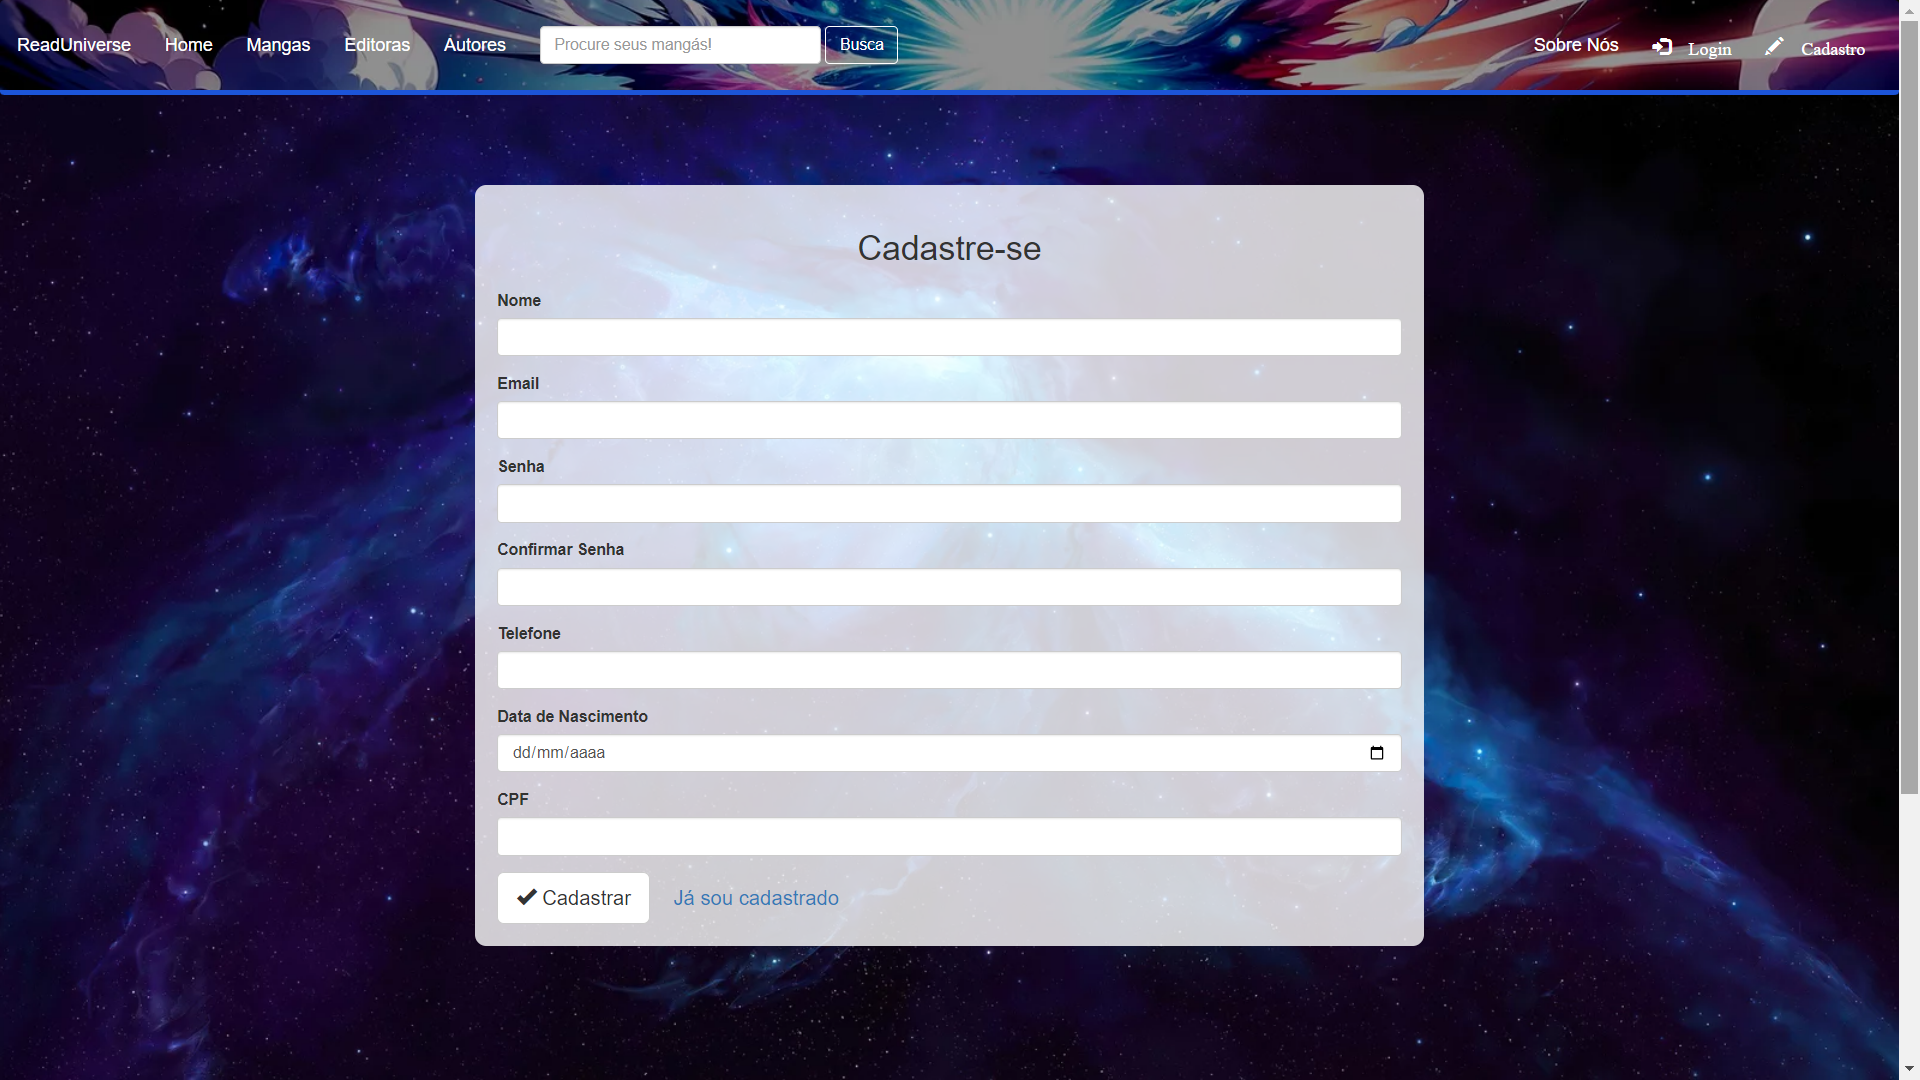 ReadUniverse Home Mangas Editoras Autores Procure seus mangás! Busca Sobre Nós Login Cadastro
Cadastre-se
Nome
Email
Senha
Confirmar Senha
Telefone
Data de Nascimento
dd/mm/aaaa
CPF
Cadastrar Já sou cadastrado